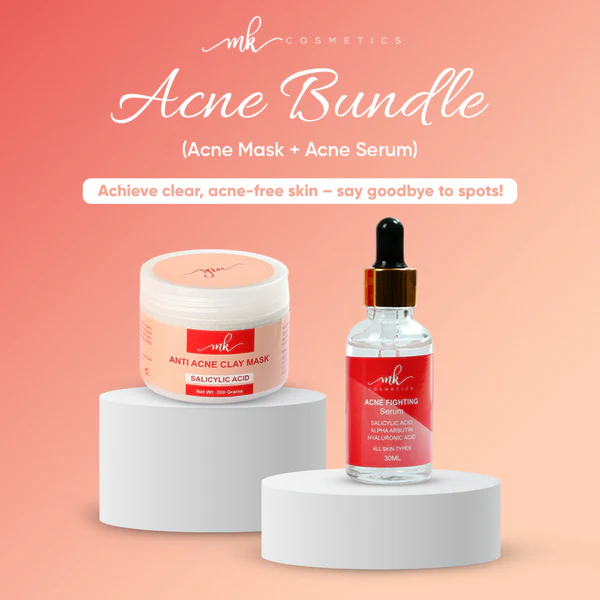 mk COSMETICS
Acne Bundle
(Acne Mask + Acne Serum)
Achieve clear, acne-free skin – say goodbye to spots!
mk
ANTI ACNE CLAY MASK
SALICYLIC ACID
Net Wt 200 Grams
mk
COSMETICS
ACNE FIGHTING
Serum
SALICYLIC ACID
ALPHA ARBUTIN
HYALURONIC ACID
ALL SKIN TYPES
30ML